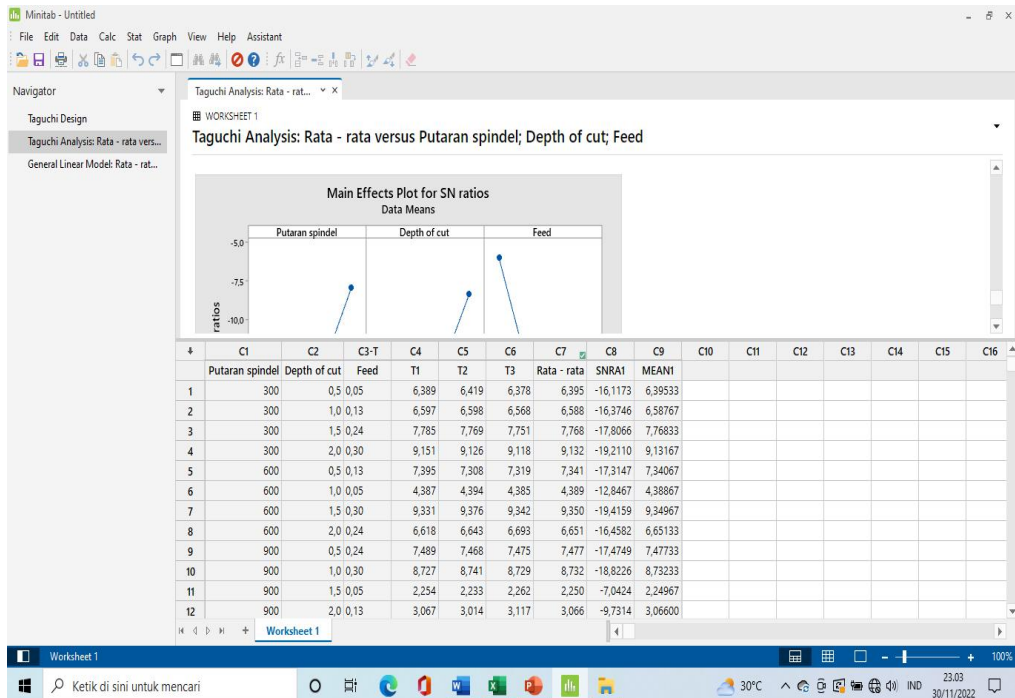 Minitab - Untitled
File Edit Data Calc Stat Graph View Help Assistant
Navigator
Taguchi Design
Taguchi Analysis: Rata - rata vers...
General Linear Model: Rata - rat...
Taguchi Analysis: Rata - rat...
WORKSHEET 1
Taguchi Analysis: Rata - rata versus Putaran spindel; Depth of cut; Feed
Main Effects Plot for SN ratios
Data Means
Putaran spindel Depth of cut Feed
-5,0
-7,5
-10,0
ratios
C1 C2 C3-T C4 C5 C6 C7 C8 C9 C10 C11 C12 C13 C14 C15 C16
Putaran spindel Depth of cut Feed T1 T2 T3 Rata - rata SNRA1 MEAN1
1 300 0,5 0,05 6,389 6,419 6,378 6,395 -16,1173 6,39533
2 300 1,0 0,13 6,597 6,598 6,568 6,588 -16,3746 6,58767
3 300 1,5 0,24 7,785 7,769 7,751 7,768 -17,8066 7,76833
4 300 2,0 0,30 9,151 9,126 9,118 9,132 -19,2110 9,13167
5 600 0,5 0,13 7,395 7,308 7,319 7,341 -17,3147 7,34067
6 600 1,0 0,05 4,387 4,394 4,385 4,389 -12,8467 4,38867
7 600 1,5 0,30 9,331 9,376 9,342 9,350 -19,4159 9,34967
8 600 2,0 0,24 6,618 6,643 6,693 6,651 -16,4582 6,65133
9 900 0,5 0,24 7,489 7,468 7,475 7,477 -17,4749 7,47733
10 900 1,0 0,30 8,727 8,741 8,729 8,732 -18,8226 8,73233
11 900 1,5 0,05 2,254 2,233 2,262 2,250 -7,0424 2,24967
12 900 2,0 0,13 3,067 3,014 3,117 3,066 -9,7314 3,06600
Worksheet 1
Worksheet 1
100%
Ketik di sini untuk mencari
30°C
IND
23.03
30/11/2022